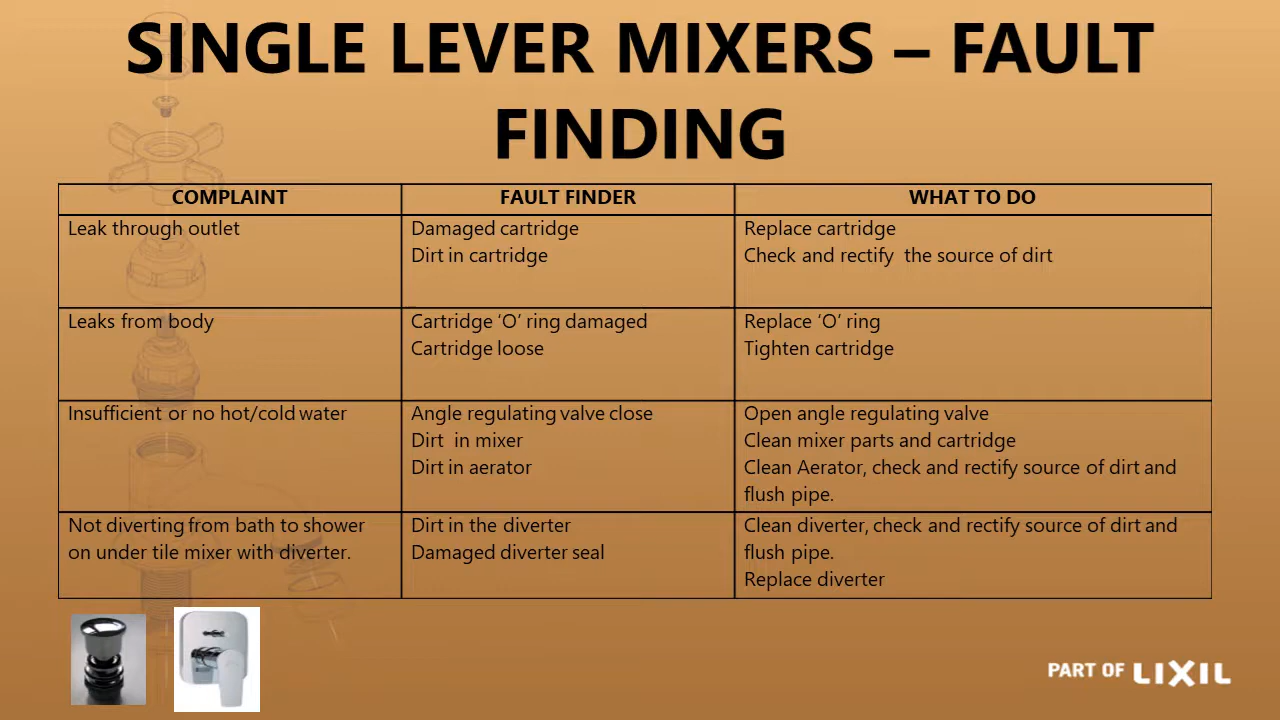 SINGLE LEVER MIXERS – FAULT
FINDING
COMPLAINT
FAULT FINDER
WHAT TO DO
Leak through outlet
Damaged cartridge
Dirt in cartridge
Replace cartridge
Check and rectify  the source of dirt
Leaks from body
Cartridge ‘O’ ring damaged
Cartridge loose
Replace ‘O’ ring
Tighten cartridge
Insufficient or no hot/cold water
Angle regulating valve close
Dirt  in mixer
Dirt in aerator
Open angle regulating valve
Clean mixer parts and cartridge
Clean Aerator, check and rectify source of dirt and
flush pipe.
Not diverting from bath to shower
on under tile mixer with diverter.
Dirt in the diverter
Damaged diverter seal
Clean diverter, check and rectify source of dirt and
flush pipe.
Replace diverter
PART OF LIXIL